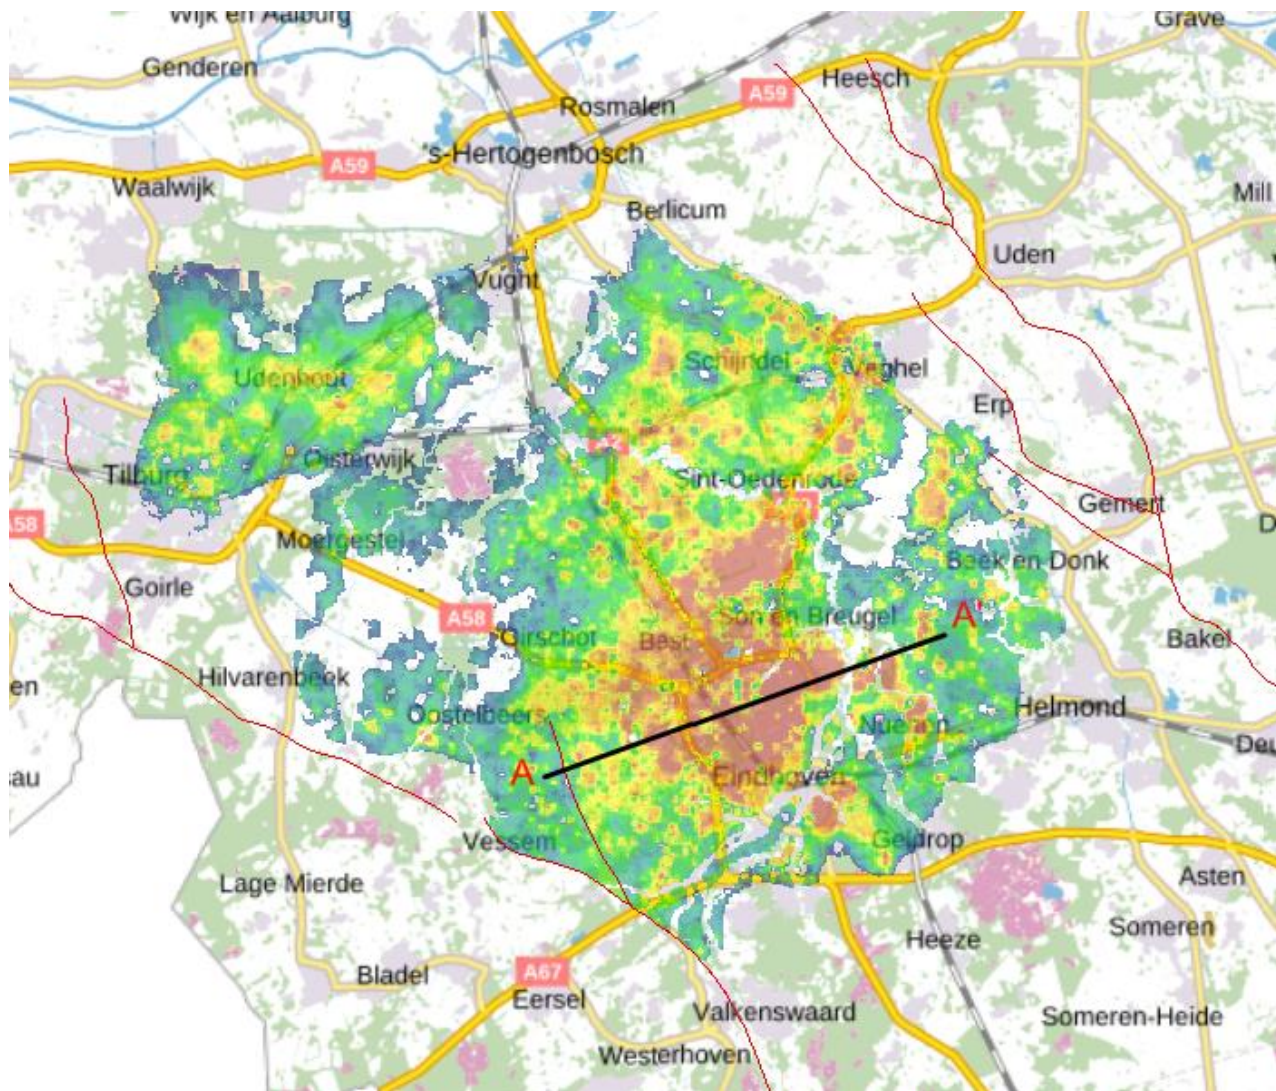 Wijk en Aalburg
Grave
Genderen
Heesch
A59
Rosmalen
's-Hertogenbosch
A59
Waalwijk
Mill
Berlicum
Uden
Vught
Schijndel
Veghel
Udenhout
Erp
Oisterwijk
Tilburg
Sint-Oedenrode
Gemert
A58
Moergestel
Beek en Donk
Goirle
A58
Son en Breugel
A'
Oirschot
Best
Bakel
Hilvarenbeek
Oostelbeers
Helmond
Nuenen
Deu
A
Eindhoven
Vessem
Geldrop
Lage Mierde
Asten
Someren
Heeze
Bladel
A67
Eersel
Valkenswaard
Someren-Heide
Westerhoven